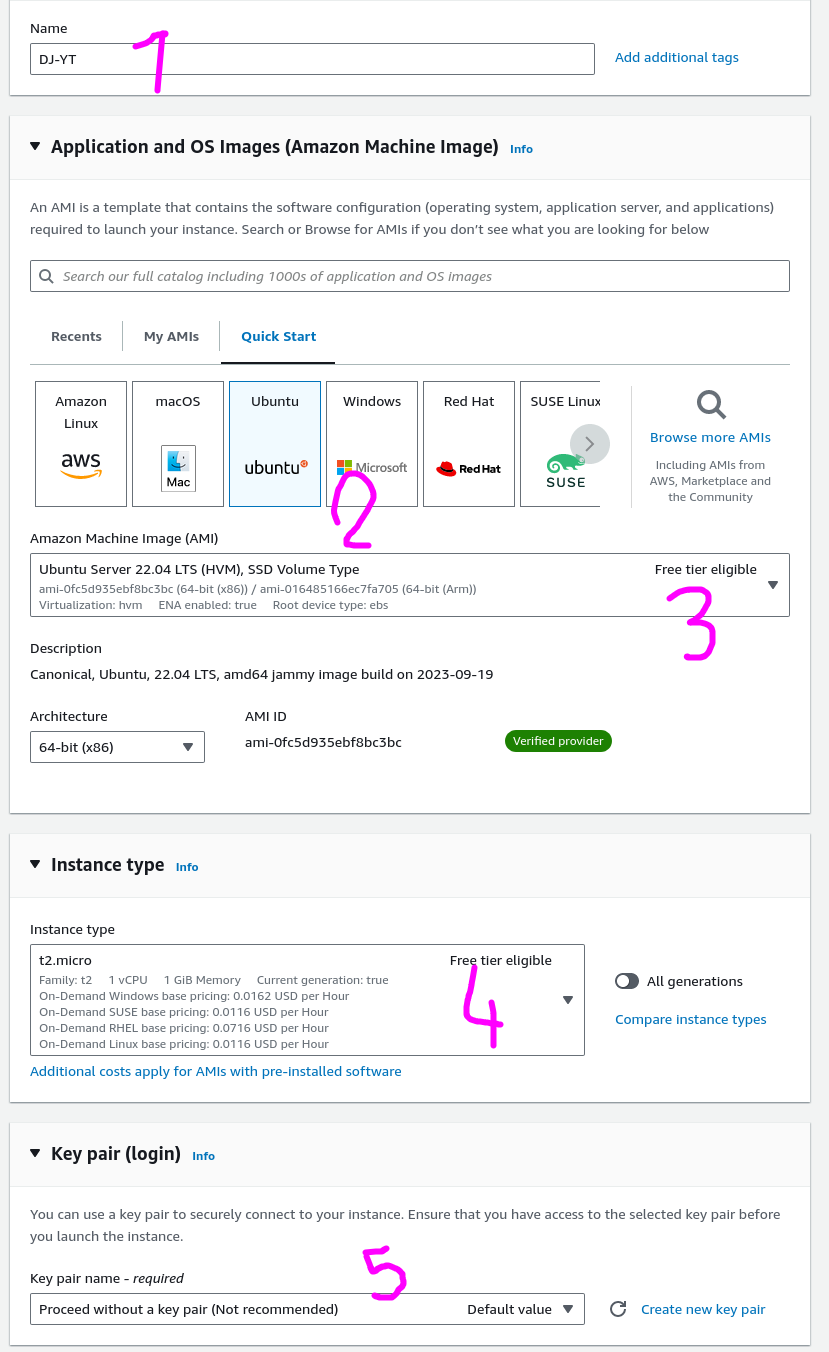 Name
DJ-YT
1
Add additional tags
Application and OS Images (Amazon Machine Image) Info
An AMI is a template that contains the software configuration (operating system, application server, and applications)
required to launch your instance. Search or Browse for AMIs if you don’t see what you are looking for below
Search our full catalog including 1000s of application and OS images
Recents My AMIs Quick Start
Amazon Linux
aws
macOS
Mac
Ubuntu
ubuntu
Windows
Microsoft
Red Hat
Red Hat
SUSE Linux
SUSE
Browse more AMIs
Including AMIs from
AWS, Marketplace and
the Community
2
Amazon Machine Image (AMI)
Ubuntu Server 22.04 LTS (HVM), SSD Volume Type Free tier eligible
ami-0fc5d935ebf8bc3bc (64-bit (x86)) / ami-016485166ec7fa705 (64-bit (Arm))
Virtualization: hvm ENA enabled: true Root device type: ebs
3
Description
Canonical, Ubuntu, 22.04 LTS, amd64 jammy image build on 2023-09-19
Architecture AMI ID
64-bit (x86) ami-0fc5d935ebf8bc3bc Verified provider
Instance type Info
Instance type
t2.micro Free tier eligible
Family: t2 1 vCPU 1 GiB Memory Current generation: true
On-Demand Windows base pricing: 0.0162 USD per Hour
On-Demand SUSE base pricing: 0.0116 USD per Hour
On-Demand RHEL base pricing: 0.0716 USD per Hour
On-Demand Linux base pricing: 0.0116 USD per Hour
4
All generations
Compare instance types
Additional costs apply for AMIs with pre-installed software
Key pair (login) Info
You can use a key pair to securely connect to your instance. Ensure that you have access to the selected key pair before
you launch the instance.
5
Key pair name - required
Proceed without a key pair (Not recommended) Default value
Create new key pair